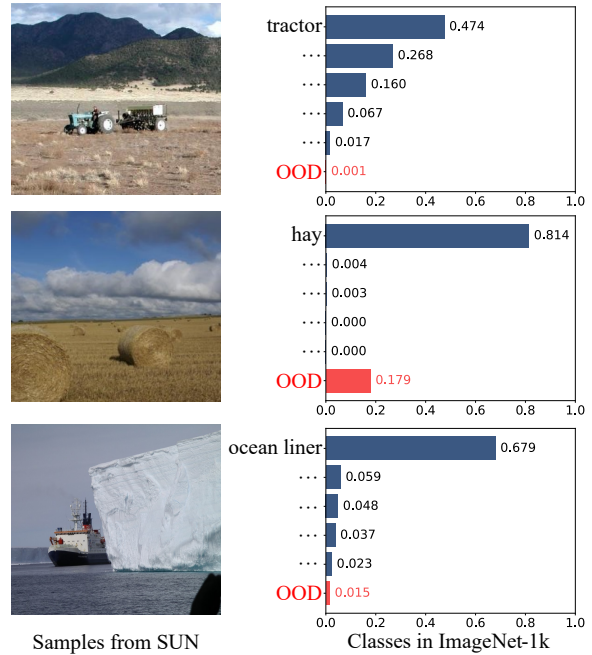 tractor
0.474
...
0.268
...
0.160
...
0.067
...
0.017
OOD
0.001
0.0 0.2 0.4 0.6 0.8 1.0
hay
0.814
...
0.004
...
0.003
...
0.000
...
0.000
OOD
0.179
0.0 0.2 0.4 0.6 0.8 1.0
ocean liner
0.679
...
0.059
...
0.048
...
0.037
...
0.023
OOD
0.015
0.0 0.2 0.4 0.6 0.8 1.0
Samples from SUN
Classes in ImageNet-1k